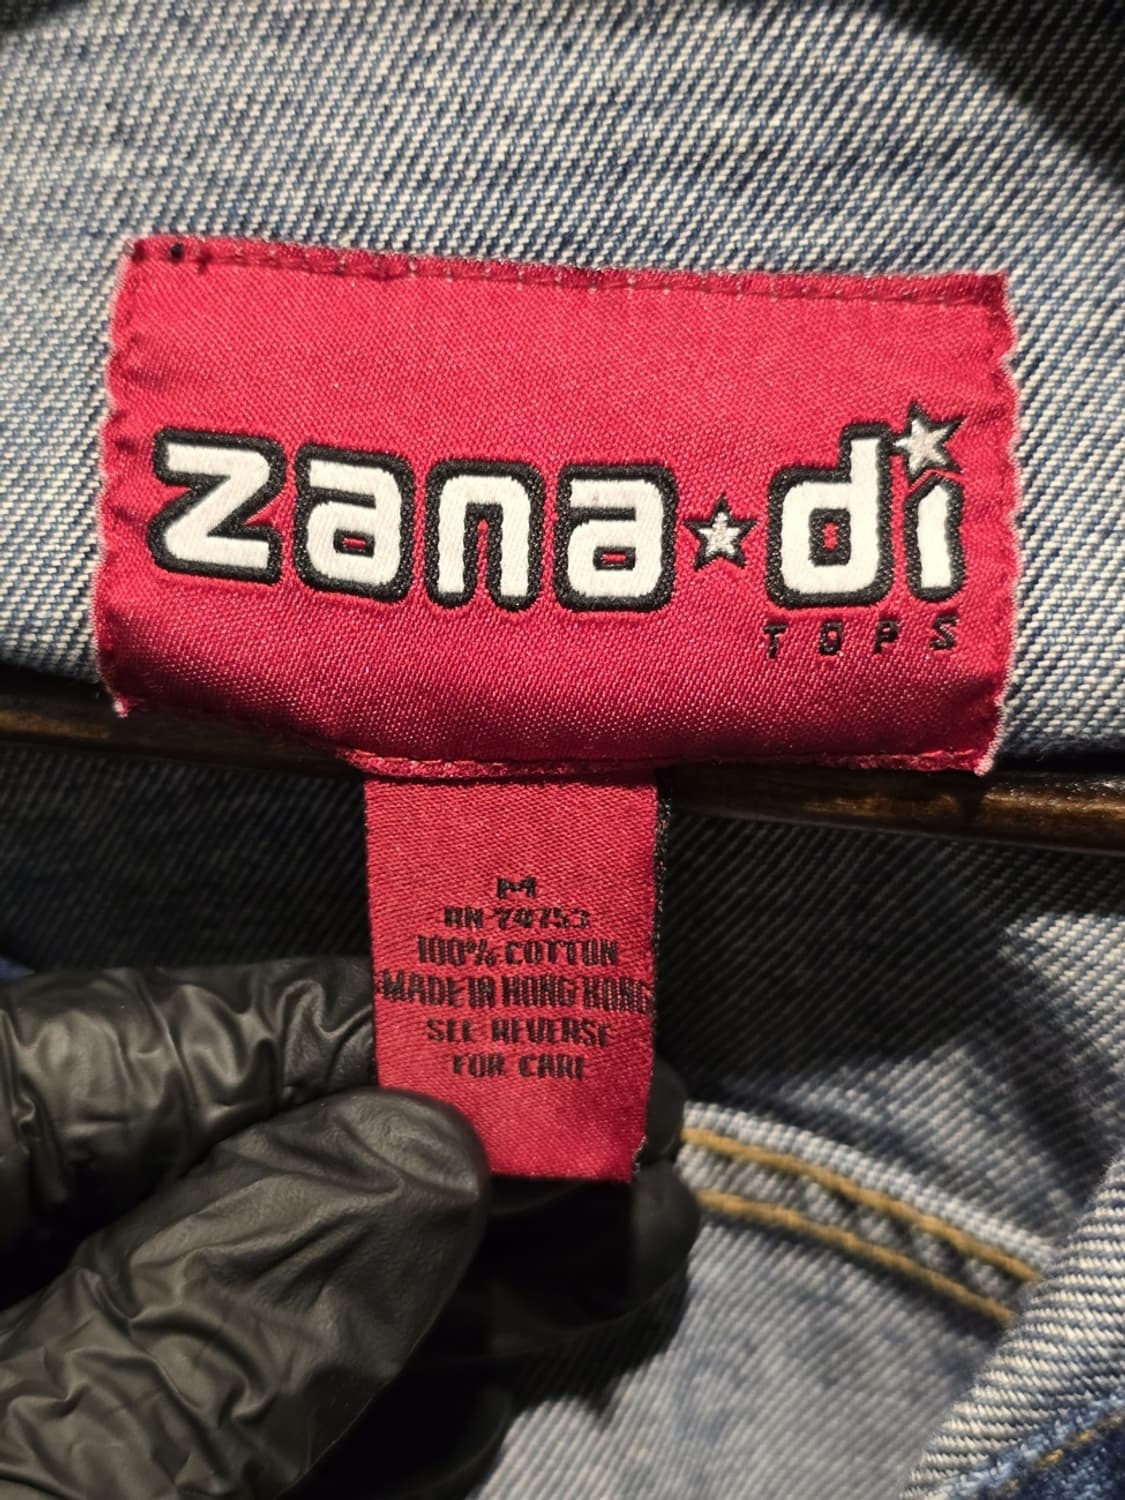 zana★di
TOPS
M
RN 74753
100% COTTON
MADE IN HONG KONG
SEE REVERSE
FOR CARE